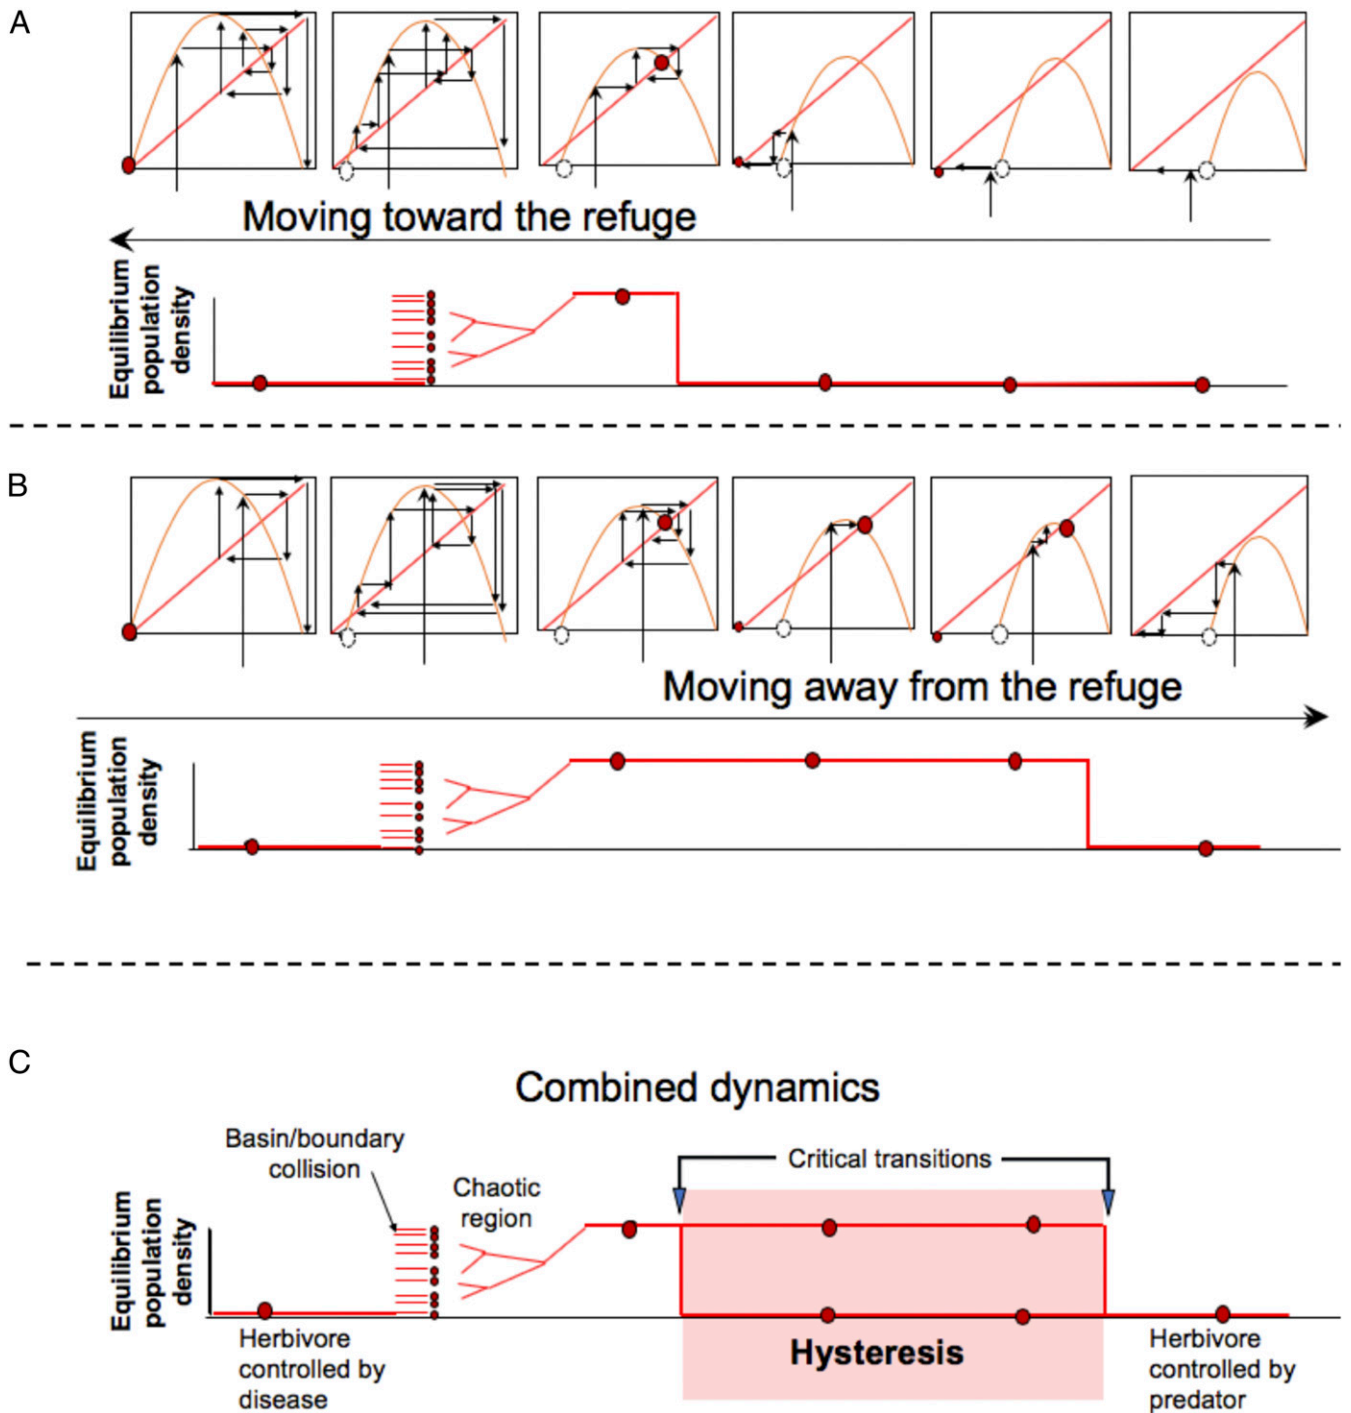 A
Moving toward the refuge
Equilibrium
population
density
B
Moving away from the refuge
Equilibrium
population
density
C
Combined dynamics
Basin/boundary
collision
Chaotic
region
Critical transitions
Equilibrium
population
density
Hysteresis
Herbivore
controlled by
disease
Herbivore
controlled by
predator